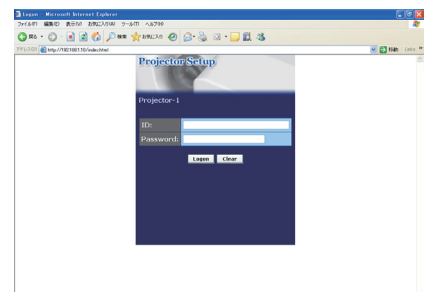 Logon - Microsoft Internet Explorer
ファイル(F) 編集(E) 表示(V) お気に入り(A) ツール(T) ヘルプ(H)
戻る 検索 お気に入り
アドレス(D) http://192.168.1.10/index.html 移動 Links
Projector Setup
Projector-1
ID:
Password:
Logon Clear